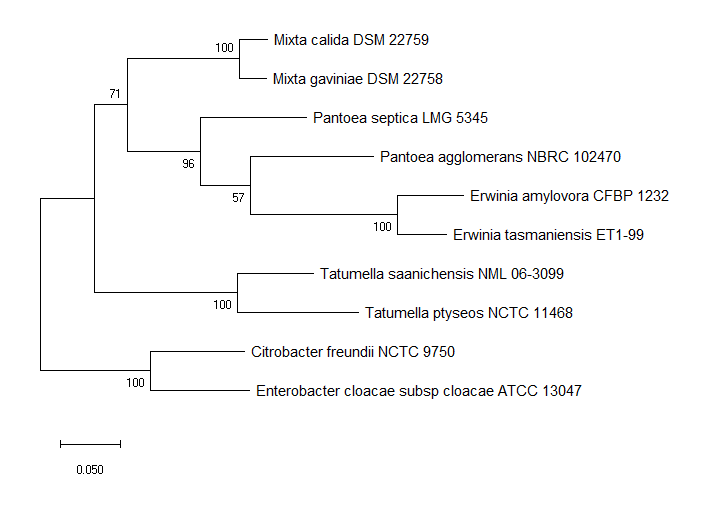 100
Mixta calida DSM 22759
Mixta gaviniae DSM 22758
71
Pantoea septica LMG 5345
96
Pantoea agglomerans NBRC 102470
57
Erwinia amylovora CFBP 1232
100
Erwinia tasmaniensis ET1-99
Tatumella saanichensis NML 06-3099
100
Tatumella ptyseos NCTC 11468
Citrobacter freundii NCTC 9750
100
Enterobacter cloacae subsp cloacae ATCC 13047
0.050